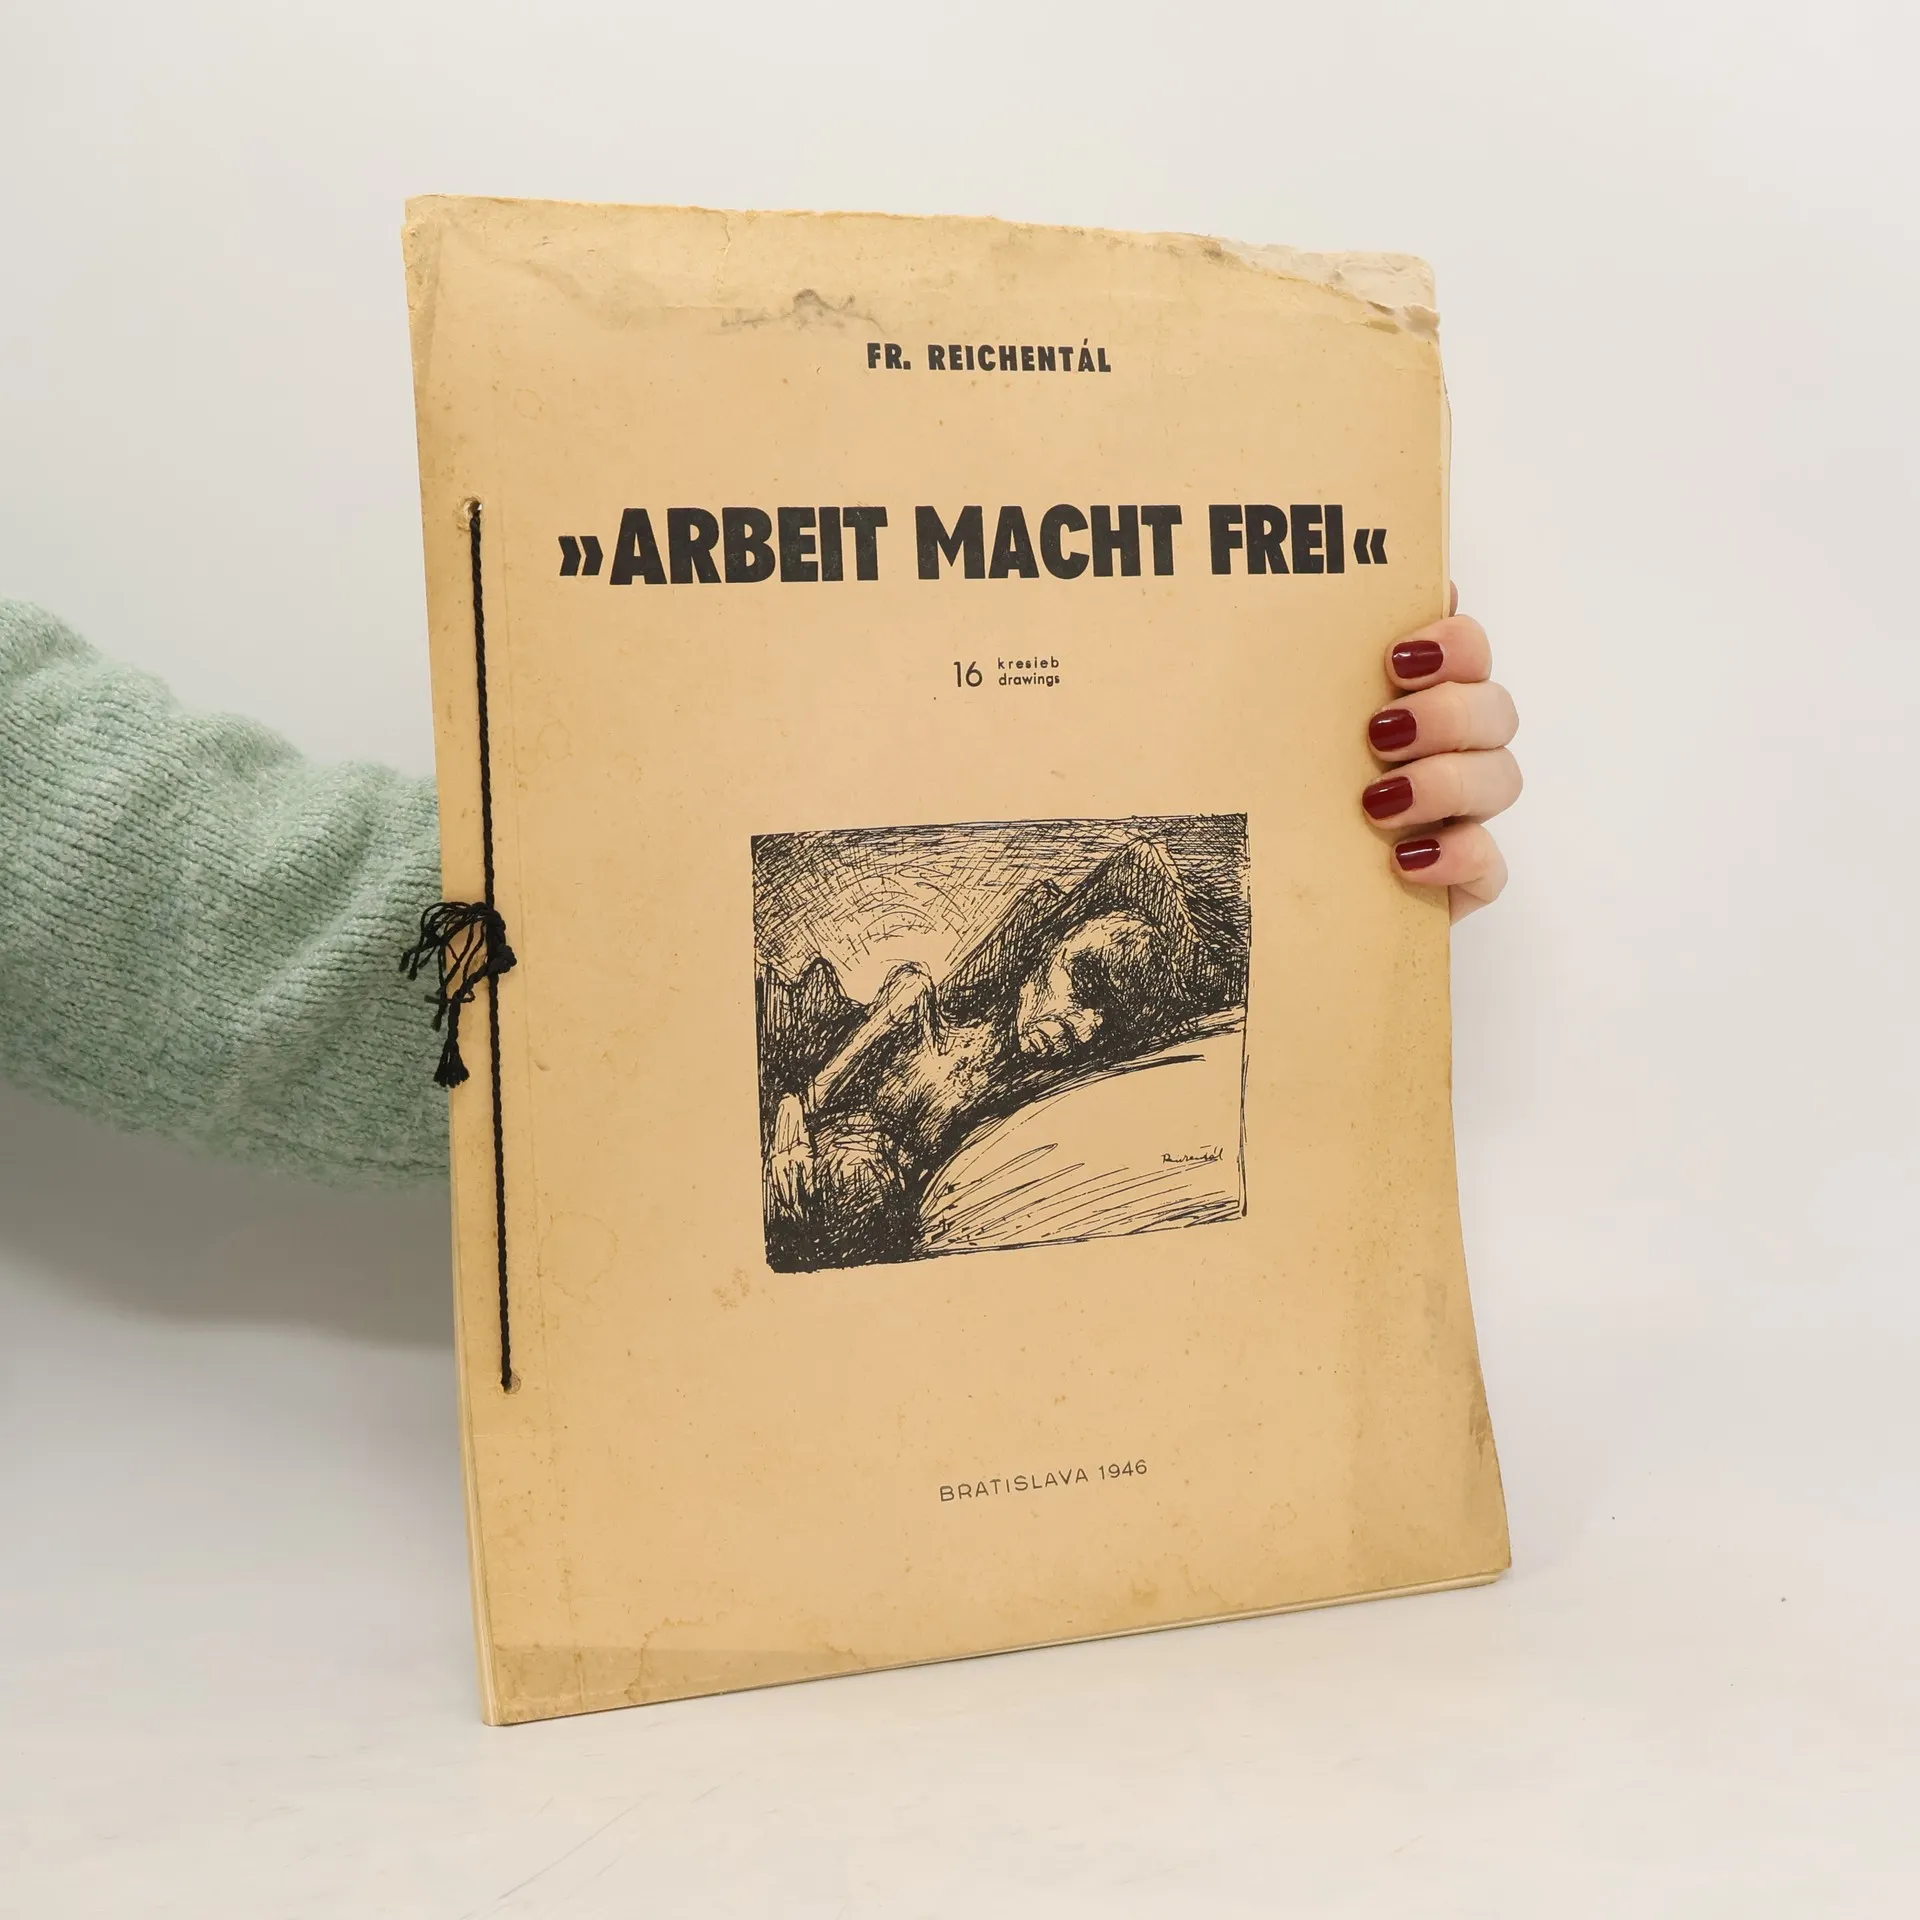 FR. REICHENTÁL
»ARBEIT MACHT FREI«
16 kresieb
drawings
Reichentál
BRATISLAVA 1946